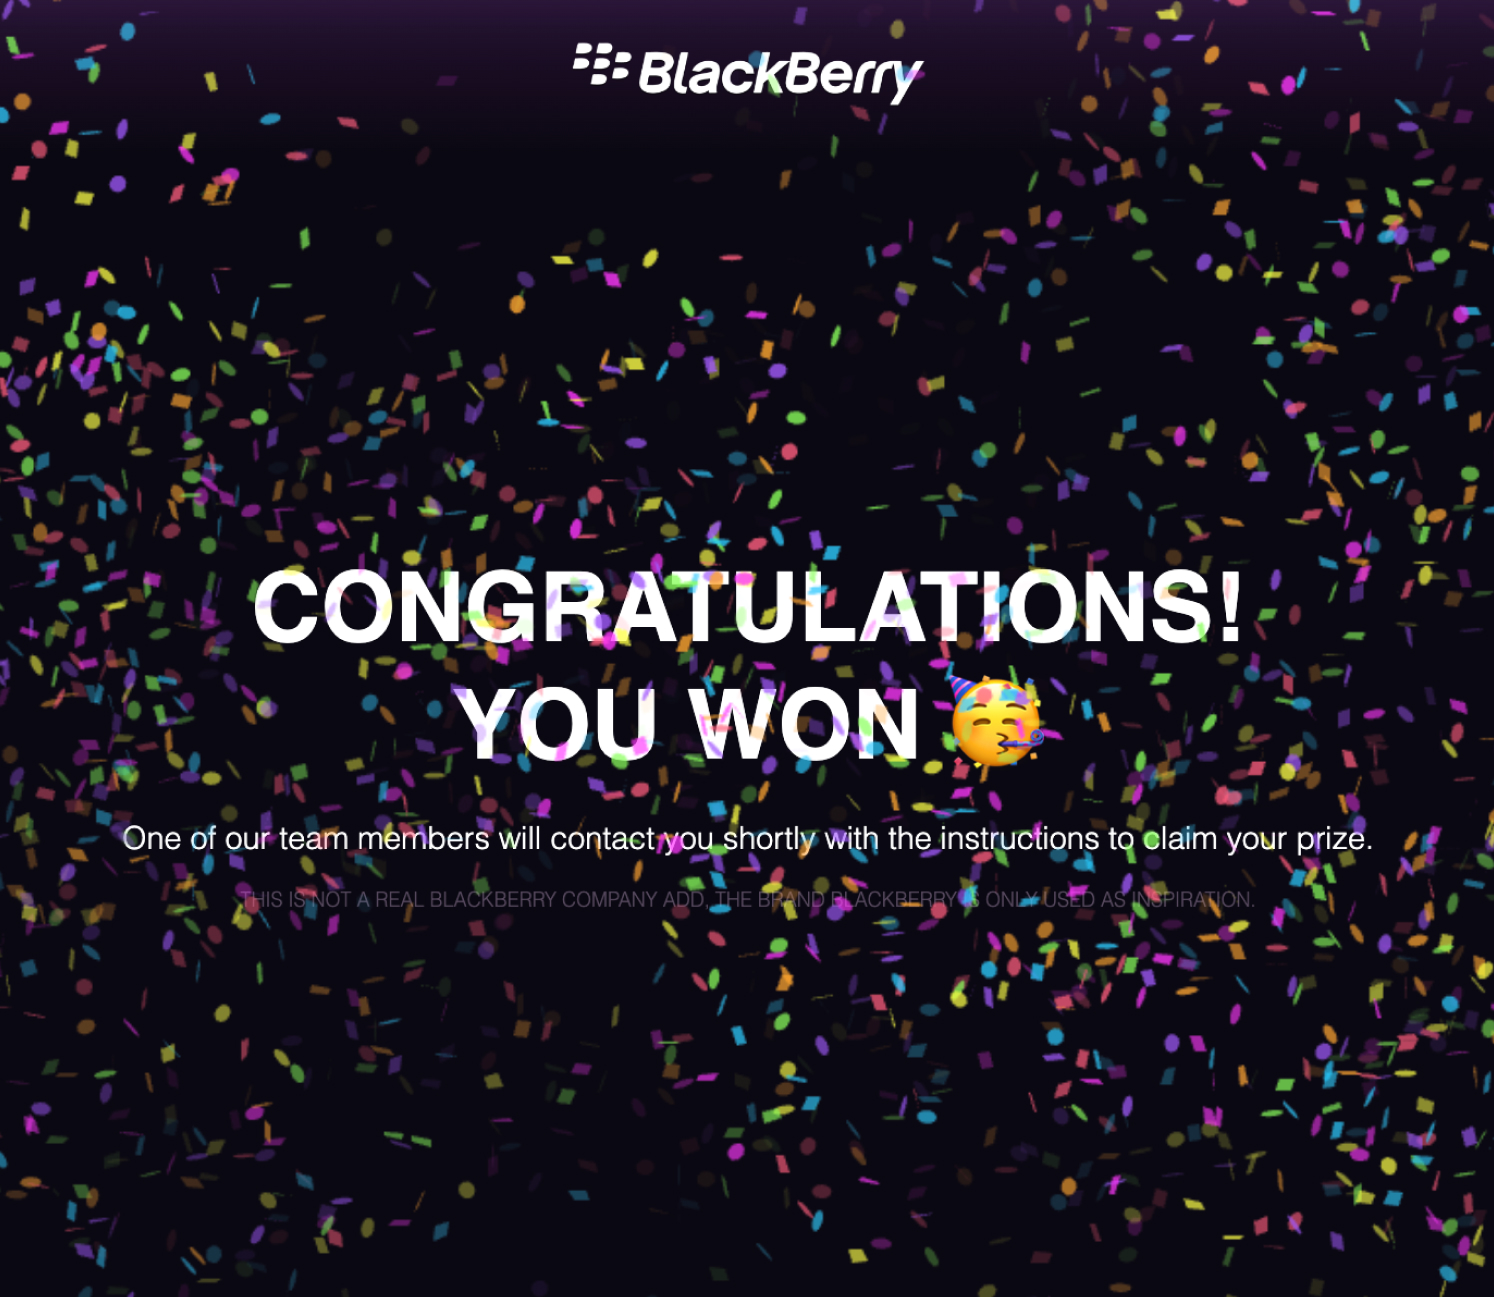 BlackBerry
CONGRATULATIONS!
YOU WON
One of our team members will contact you shortly with the instructions to claim your prize.
THIS IS NOT A REAL BLACKBERRY COMPANY ADD, THE BRAND BLACKBERRY IS ONLY USED AS INSPIRATION.